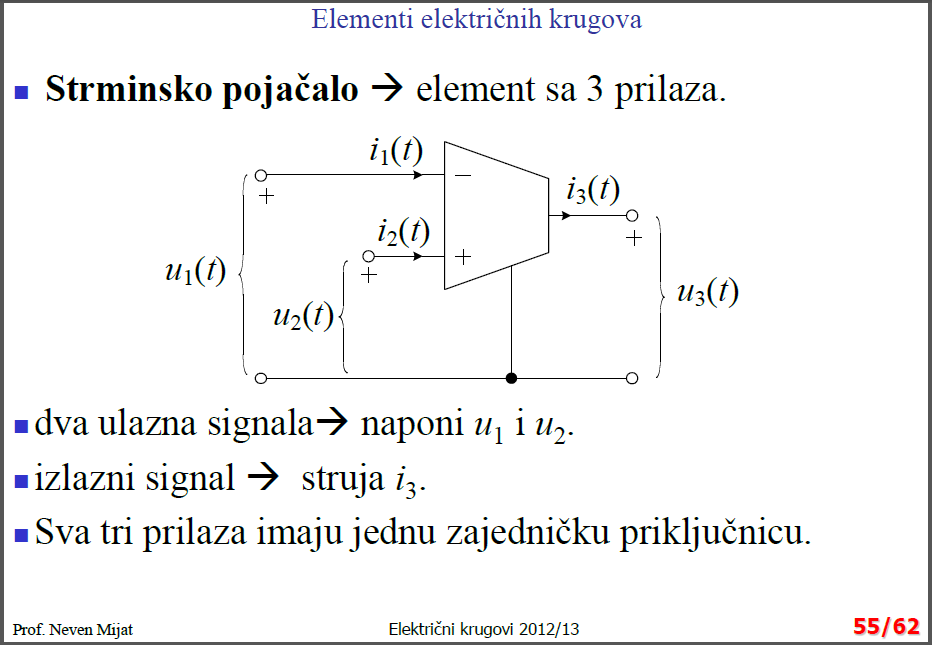 Elementi električnih krugova
Strminsko pojačalo → element sa 3 prilaza.
i1(t)
−
+
i3(t)
i2(t)
+
+
+
u1(t)
u2(t)
u3(t)
dva ulazna signala→ naponi u1 i u2.
izlazni signal → struja i3.
Sva tri prilaza imaju jednu zajedničku priključnicu.
Prof. Neven Mijat
Električni krugovi 2012/13
55/62